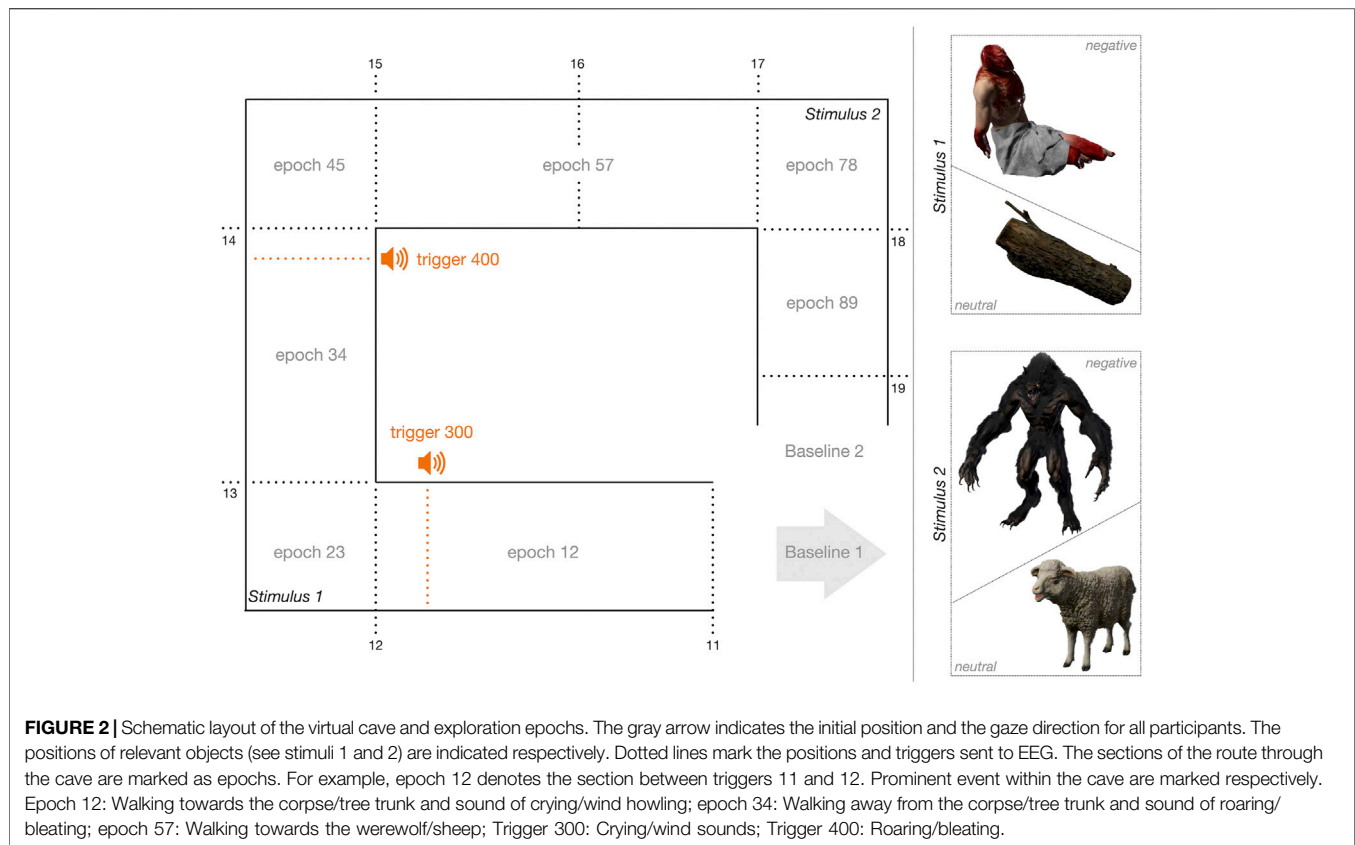 15
16
17
Stimulus 2
epoch 45
epoch 57
epoch 78
14
18
trigger 400
epoch 89
epoch 34
19
trigger 300
Baseline 2
13
epoch 23
epoch 12
Baseline 1
Stimulus 1
12
11
negative
Stimulus 1
neutral
negative
Stimulus 2
neutral
FIGURE 2 | Schematic layout of the virtual cave and exploration epochs. The gray arrow indicates the initial position and the gaze direction for all participants. The
positions of relevant objects (see stimuli 1 and 2) are indicated respectively. Dotted lines mark the positions and triggers sent to EEG. The sections of the route through
the cave are marked as epochs. For example, epoch 12 denotes the section between triggers 11 and 12. Prominent event within the cave are marked respectively.
Epoch 12: Walking towards the corpse/tree trunk and sound of crying/wind howling; epoch 34: Walking away from the corpse/tree trunk and sound of roaring/
bleating; epoch 57: Walking towards the werewolf/sheep; Trigger 300: Crying/wind sounds; Trigger 400: Roaring/bleating.